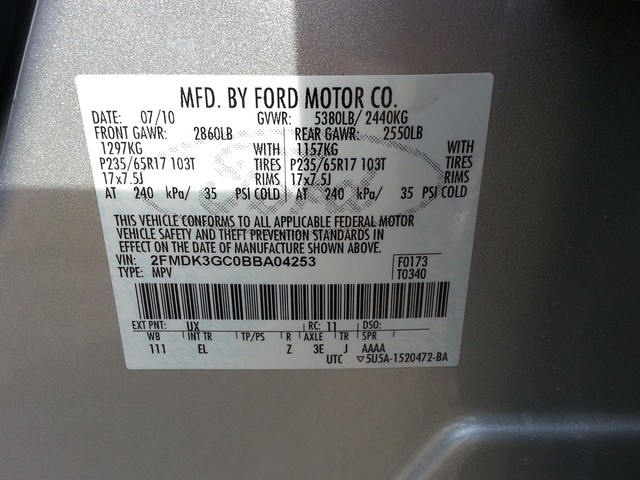 MFD. BY FORD MOTOR CO.
DATE: 07/10 GVWR: 5380LB/ 2440KG
FRONT GAWR: 2860LB REAR GAWR: 2550LB
1297KG WITH 1157KG WITH
P235/65R17 103T TIRES P235/65R17 103T TIRES
17x7.5J RIMS 17x7.5J RIMS
AT 240 kPa/ 35 PSI COLD AT 240 kPa/ 35 PSI COLD
THIS VEHICLE CONFORMS TO ALL APPLICABLE FEDERAL MOTOR
VEHICLE SAFETY AND THEFT PREVENTION STANDARDS IN
EFFECT ON THE DATE OF MANUFACTURE SHOWN ABOVE.
VIN: 2FMDK3GC0BBA04253 F0173
TYPE: MPV T0340
EXT PNT: UX RC: 11 DSO:
WB INT TR TP/PS R AXLE TR SPR
111 EL Z 3E J AAAA
UTC ▽5U5A-1520472-BA